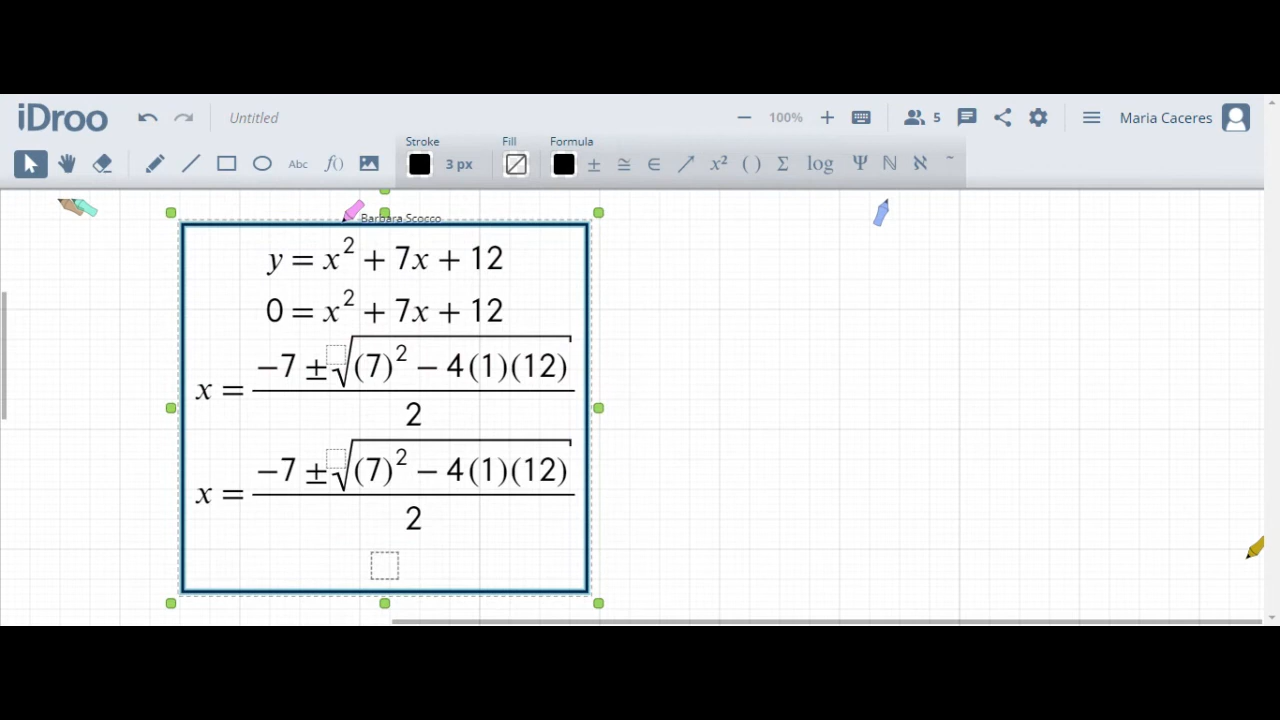 iDroo
Untitled
100%
5
Maria Caceres
Stroke
Fill
Formula
Abc
f()
3 px
± ≅ ∈ x² ( ) Σ log Ψ ℕ ℵ ~
Barbara Scocco
y = x² + 7x + 12
0 = x² + 7x + 12
x = (−7 ± √((7)² − 4(1)(12))) / 2
x = (−7 ± √((7)² − 4(1)(12))) / 2